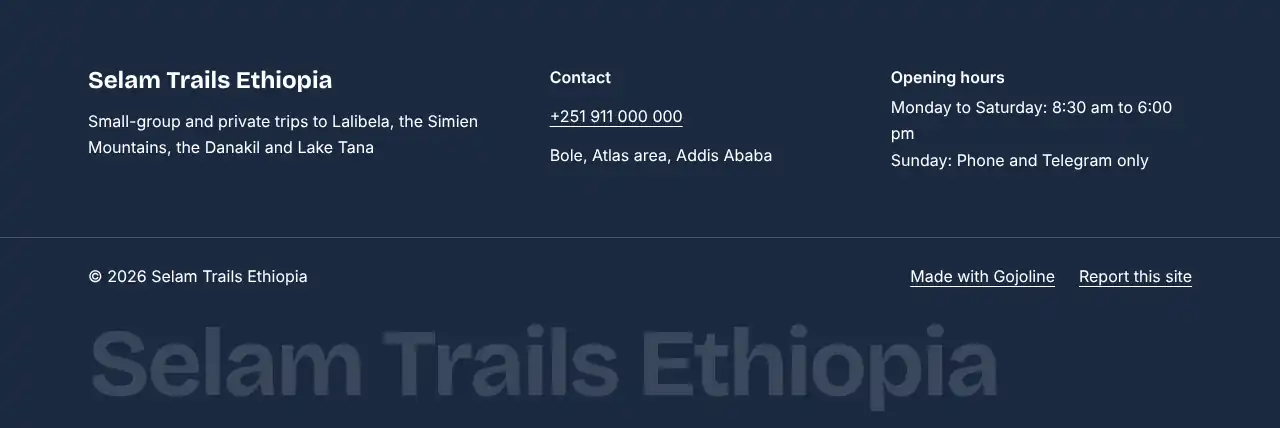 Selam Trails Ethiopia
Small-group and private trips to Lalibela, the Simien
Mountains, the Danakil and Lake Tana
Contact
+251 911 000 000
Bole, Atlas area, Addis Ababa
Opening hours
Monday to Saturday: 8:30 am to 6:00
pm
Sunday: Phone and Telegram only
© 2026 Selam Trails Ethiopia
Made with Gojoline
Report this site
Selam Trails Ethiopia